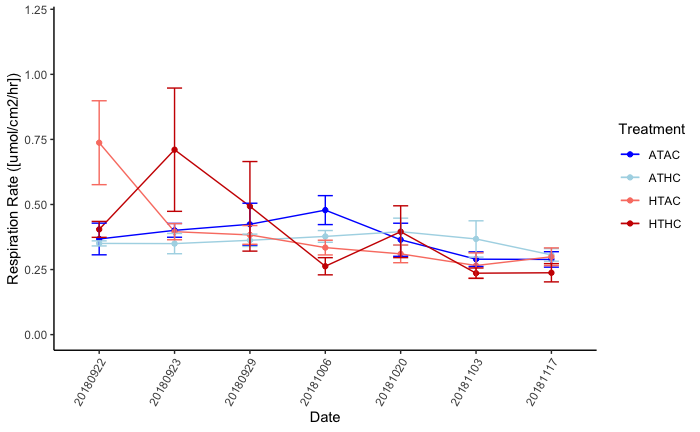 1.25
1.00
0.75
0.50
0.25
0.00
Respiration Rate ([umol/cm2/hr])
20180922
20180923
20180929
20181006
20181020
20181103
20181117
Date
Treatment
ATAC
ATHC
HTAC
HTHC